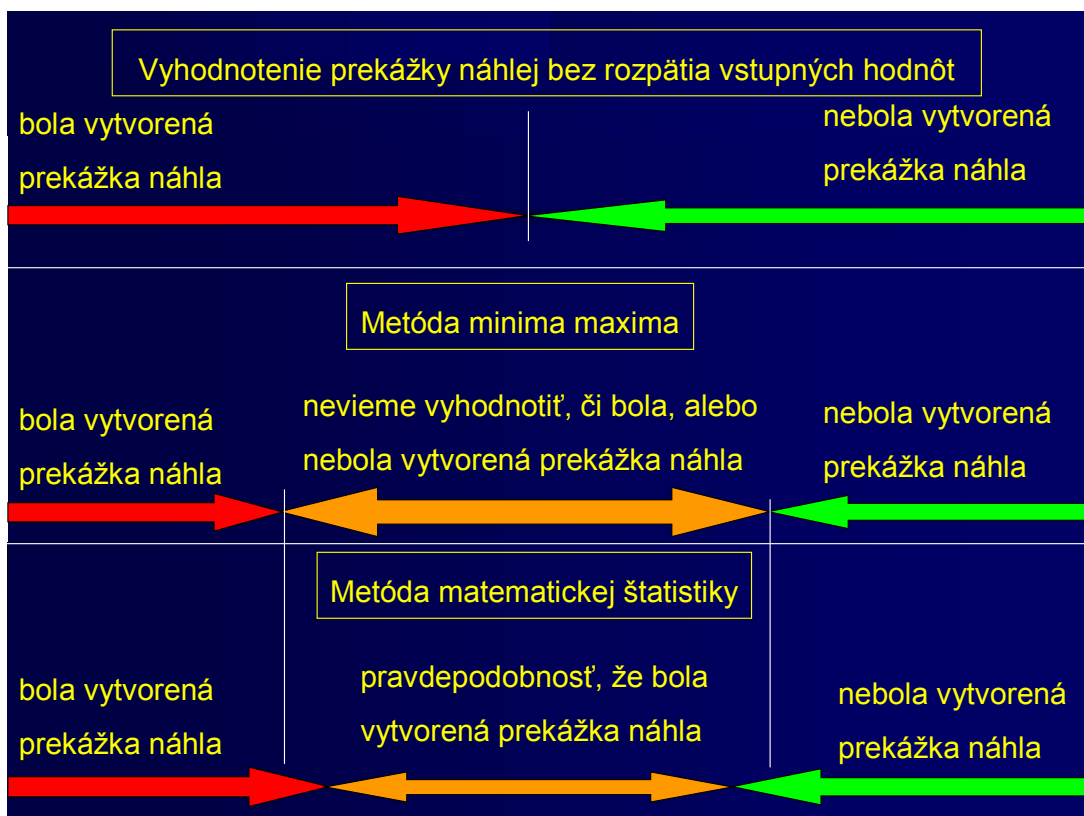 Vyhodnotenie prekážky náhlej bez rozpätia vstupných hodnôt
bola vytvorená
prekážka náhla
nebola vytvorená
prekážka náhla
Metóda minima maxima
bola vytvorená
prekážka náhla
nevieme vyhodnotiť, či bola, alebo
nebola vytvorená prekážka náhla
nebola vytvorená
prekážka náhla
Metóda matematickej štatistiky
bola vytvorená
prekážka náhla
pravdepodobnosť, že bola
vytvorená prekážka náhla
nebola vytvorená
prekážka náhla